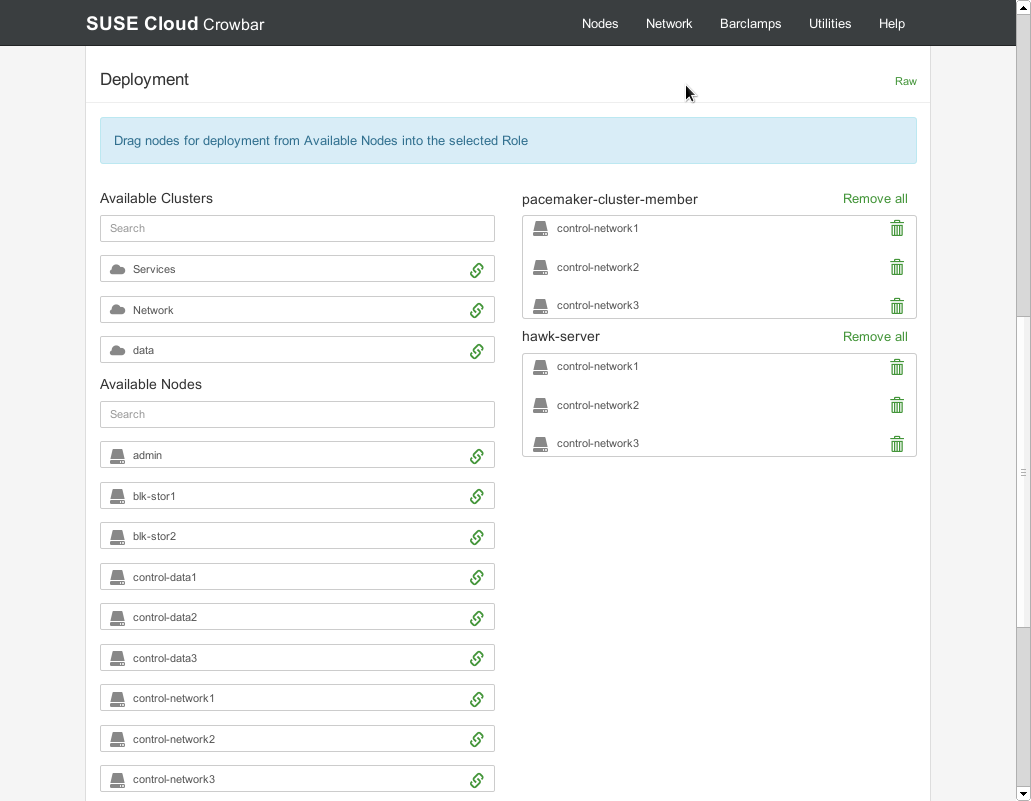 SUSE Cloud Crowbar
Nodes
Network
Barclamps
Utilities
Help
Deployment
Raw
Drag nodes for deployment from Available Nodes into the selected Role
Available Clusters
Search
Services
Network
data
Available Nodes
Search
admin
blk-stor1
blk-stor2
control-data1
control-data2
control-data3
control-network1
control-network2
control-network3
pacemaker-cluster-member
Remove all
control-network1
control-network2
control-network3
hawk-server
Remove all
control-network1
control-network2
control-network3